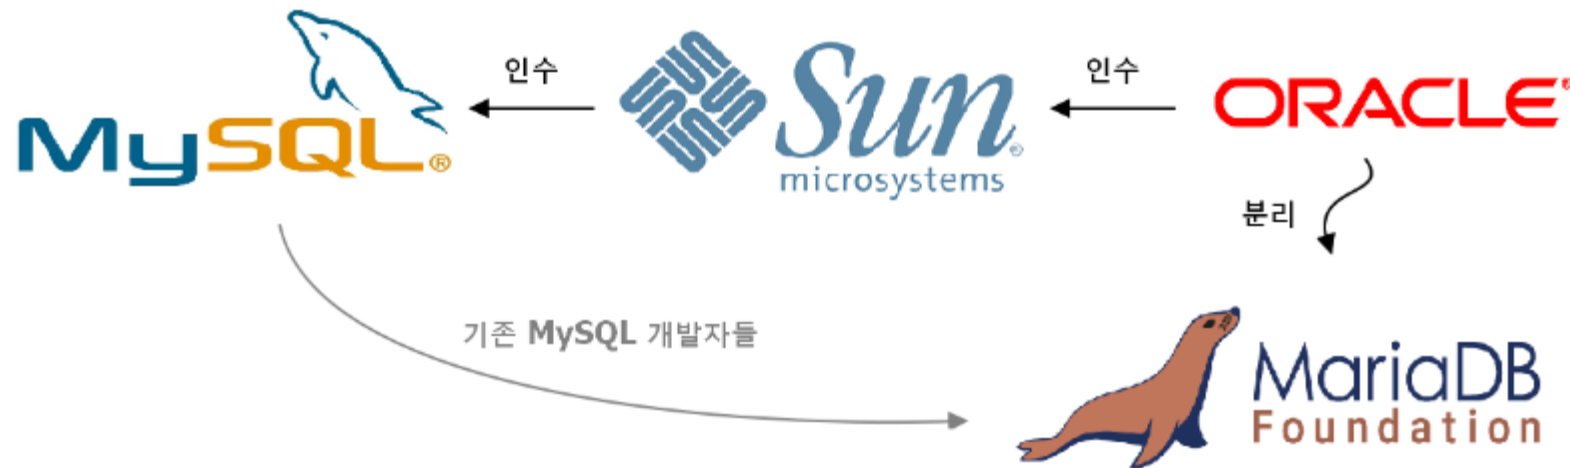 MySQL®
인수
Sun®
microsystems
인수
ORACLE®
분리
기존 MySQL 개발자들
MariaDB
Foundation